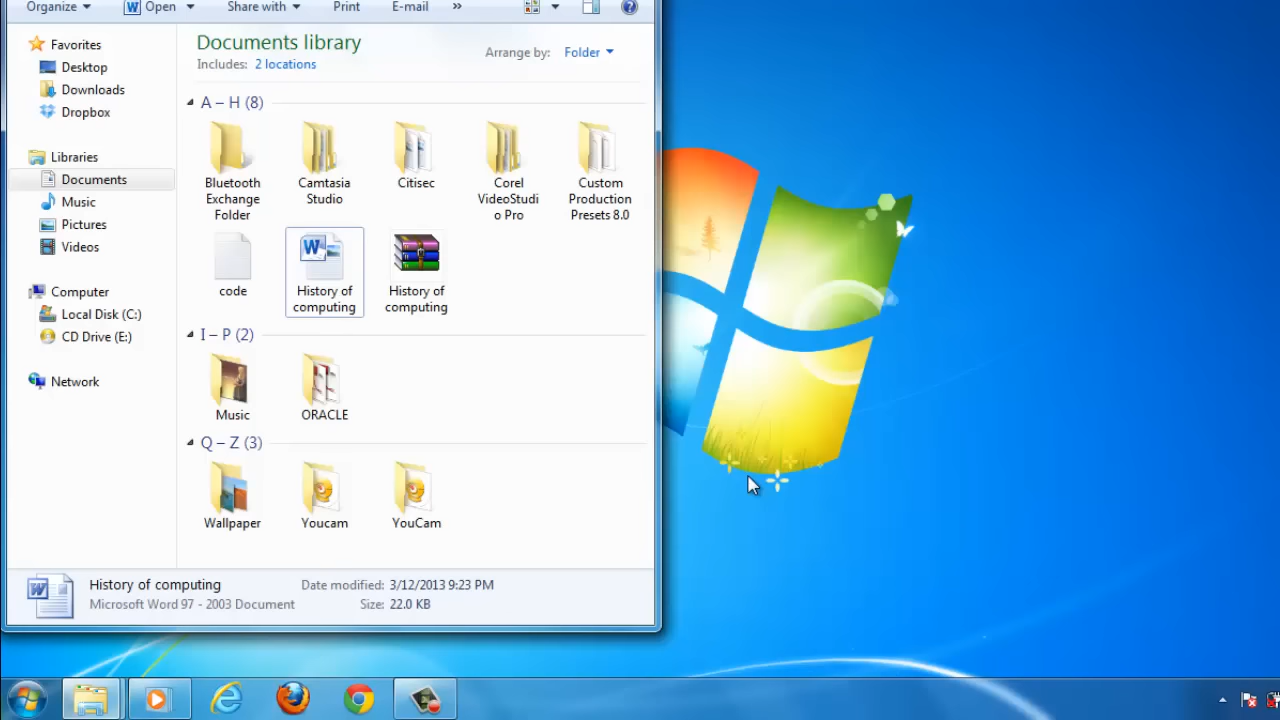 Organize Open Share with Print E-mail »
Favorites
Desktop
Downloads
Dropbox
Libraries
Documents
Music
Pictures
Videos
Computer
Local Disk (C:)
CD Drive (E:)
Network
Documents library
Includes: 2 locations
Arrange by: Folder
A – H (8)
Bluetooth
Exchange
Folder
Camtasia
Studio
Citisec
Corel
VideoStudi
o Pro
Custom
Production
Presets 8.0
code
History of
computing
History of
computing
I – P (2)
Music
ORACLE
Q – Z (3)
Wallpaper
Youcam
YouCam
History of computing
Microsoft Word 97 - 2003 Document
Date modified: 3/12/2013 9:23 PM
Size: 22.0 KB